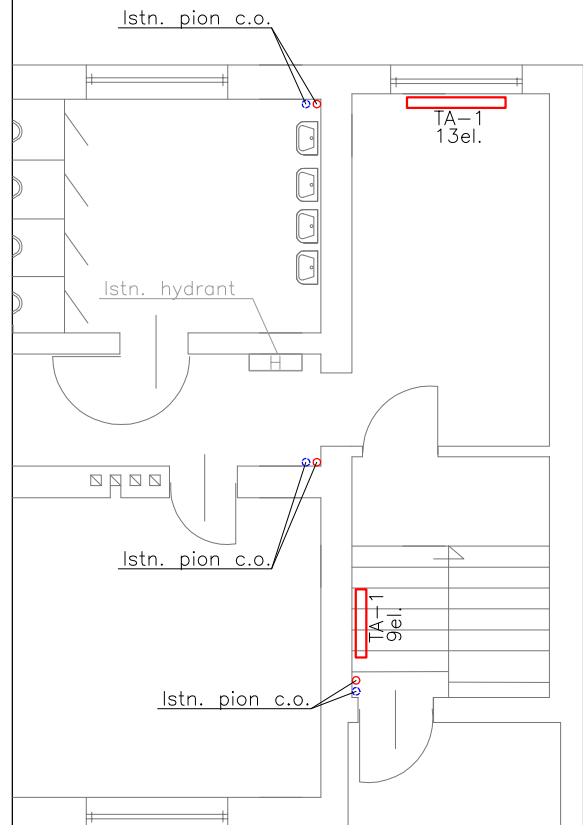 Istn. pion c.o.
TA-1
13el.
Istn. hydrant
H
Istn. pion c.o.
TA-1
9el.
Istn. pion c.o.